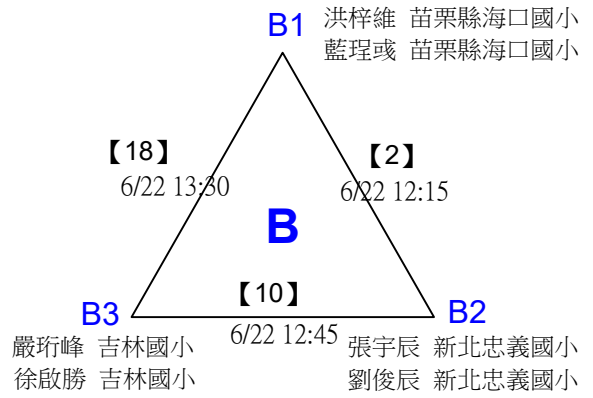 B1
洪梓維 苗栗縣海口國小
藍珵彧 苗栗縣海口國小
【18】
6/22 13:30
【2】
6/22 12:15
B
【10】
6/22 12:45
B3
嚴珩峰 吉林國小
徐啟勝 吉林國小
B2
張宇辰 新北忠義國小
劉俊辰 新北忠義國小